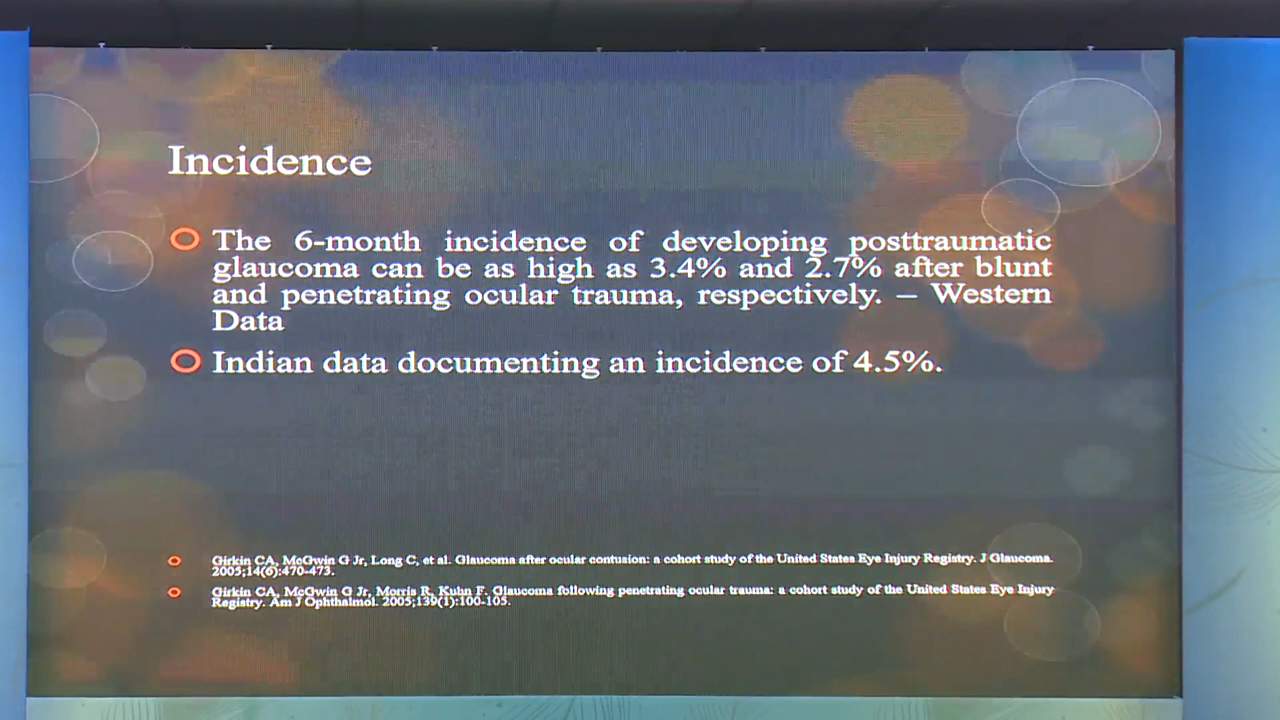 Incidence
The 6-month incidence of developing posttraumatic
glaucoma can be as high as 3.4% and 2.7% after blunt
and penetrating ocular trauma, respectively. – Western
Data
Indian data documenting an incidence of 4.5%.
Girkin CA, McGwin G Jr, Long C, et al. Glaucoma after ocular contusion: a cohort study of the United States Eye Injury Registry. J Glaucoma.
2005;14(6):470-473.
Girkin CA, McGwin G Jr, Morris R, Kuhn F. Glaucoma following penetrating ocular trauma: a cohort study of the United States Eye Injury
Registry. Am J Ophthalmol. 2005;139(1):100-105.